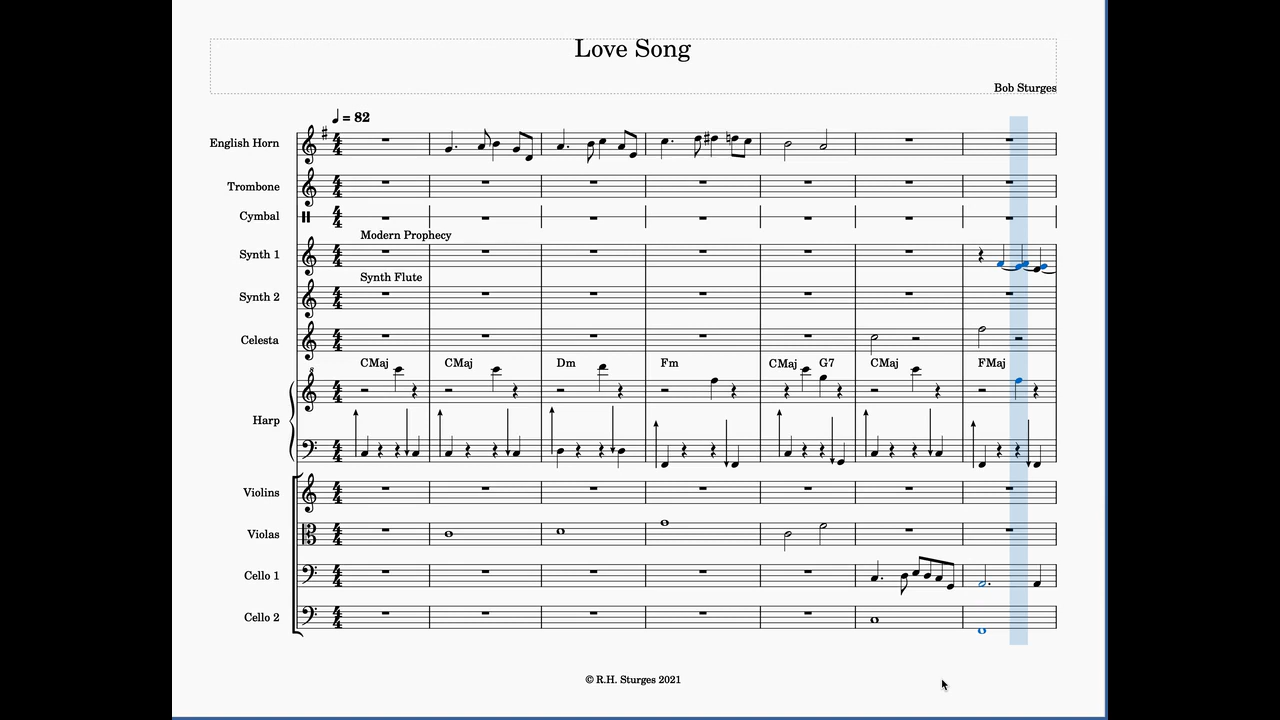 Love Song
Bob Sturges
♩ = 82
English Horn
Trombone
Cymbal
Modern Prophecy
Synth 1
Synth Flute
Synth 2
Celesta
CMaj CMaj Dm Fm CMaj G7 CMaj FMaj
Harp
Violins
Violas
Cello 1
Cello 2
© R.H. Sturges 2021